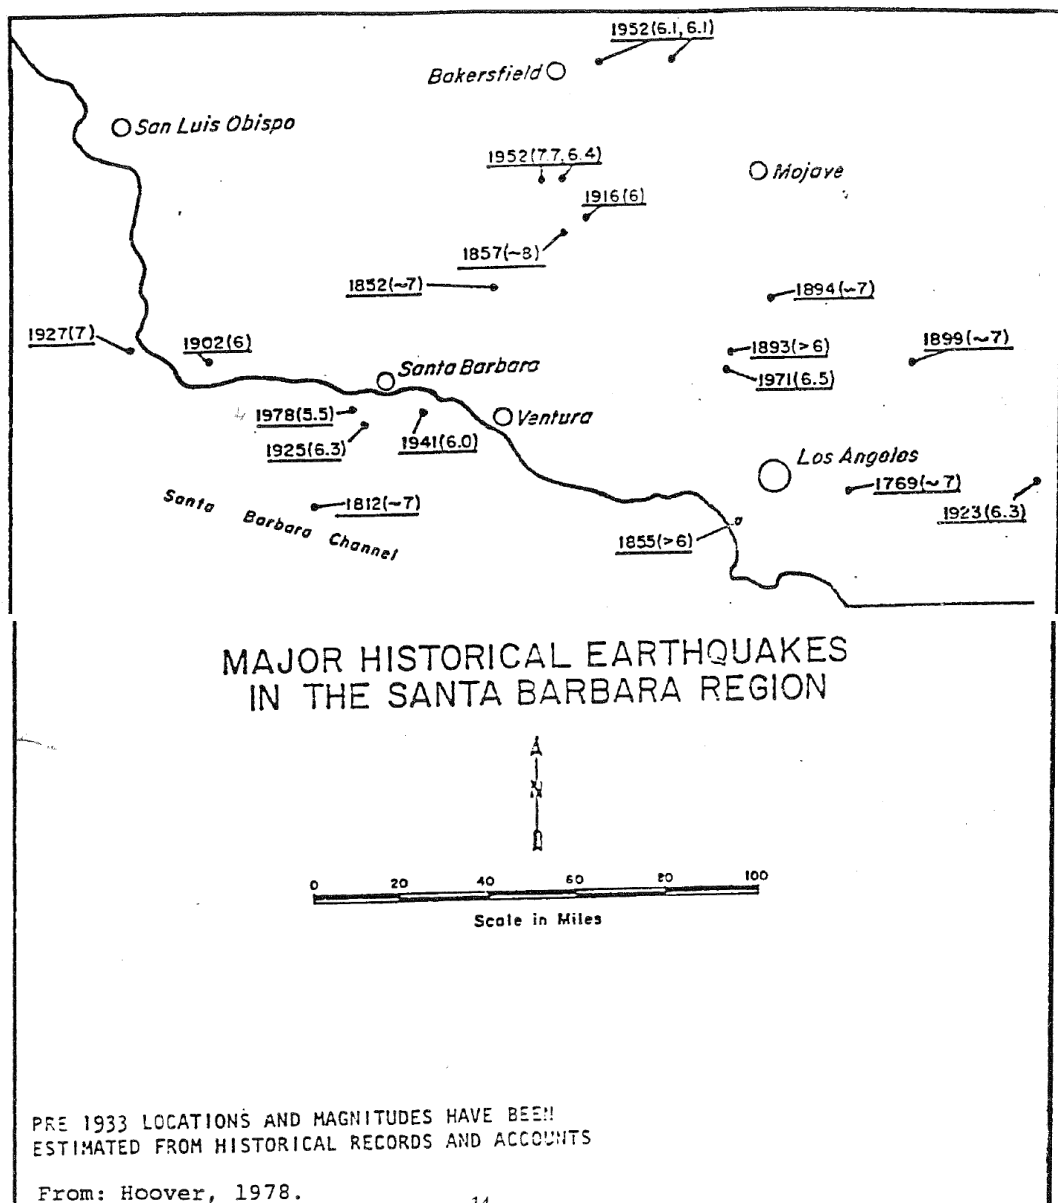 1952(6.1, 6.1)
Bakersfield
San Luis Obispo
1952(7.7, 6.4)
Mojave
1916(6)
1857(~8)
1852(~7)
1894(~7)
1927(7)
1902(6)
1893(>6)
1899(~7)
Santa Barbara
1971(6.5)
1978(5.5)
Ventura
1925(6.3)
1941(6.0)
Los Angeles
1769(~7)
1812(~7)
1923(6.3)
Santa Barbara Channel
1855(>6)
MAJOR HISTORICAL EARTHQUAKES
IN THE SANTA BARBARA REGION
N
0 20 40 60 80 100
Scale in Miles
PRE 1933 LOCATIONS AND MAGNITUDES HAVE BEEN
ESTIMATED FROM HISTORICAL RECORDS AND ACCOUNTS
From: Hoover, 1978.
14